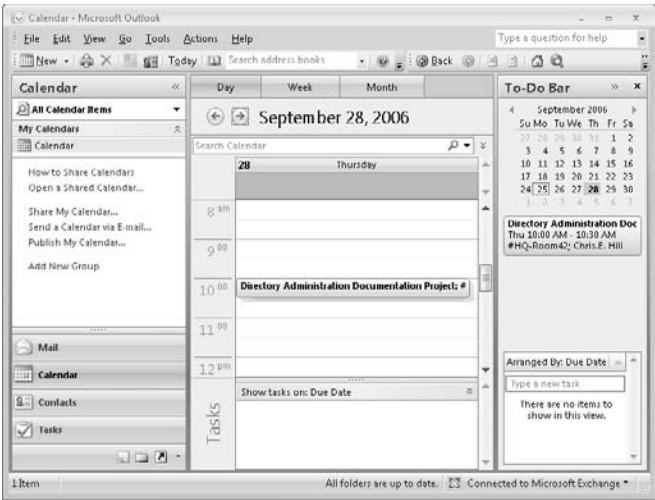 Calendar - Microsoft Outlook
File Edit View Go Tools Actions Help
Type a question for help
New Today Search address books Back
Calendar
All Calendar Items
My Calendars
Calendar
How to Share Calendars
Open a Shared Calendar...
Share My Calendar...
Send a Calendar via E-mail...
Publish My Calendar...
Add New Group
Mail
Calendar
Contacts
Tasks
Day Week Month
September 28, 2006
Search Calendar
28 Thursday
8 am
9 00
10 00 Directory Administration Documentation Project; #
11 00
12 pm
Tasks
Show tasks on: Due Date
To-Do Bar
September 2006
Su Mo Tu We Th Fr Sa
27 28 29 30 31 1 2
3 4 5 6 7 8 9
10 11 12 13 14 15 16
17 18 19 20 21 22 23
24 25 26 27 28 29 30
1 2 3 4 5 6 7
Directory Administration Doc
Thu 10:00 AM - 10:30 AM
#HQ-Room42; Chris.E. Hill
Arranged By: Due Date
Type a new task
There are no items to
show in this view.
1 Item
All folders are up to date. Connected to Microsoft Exchange